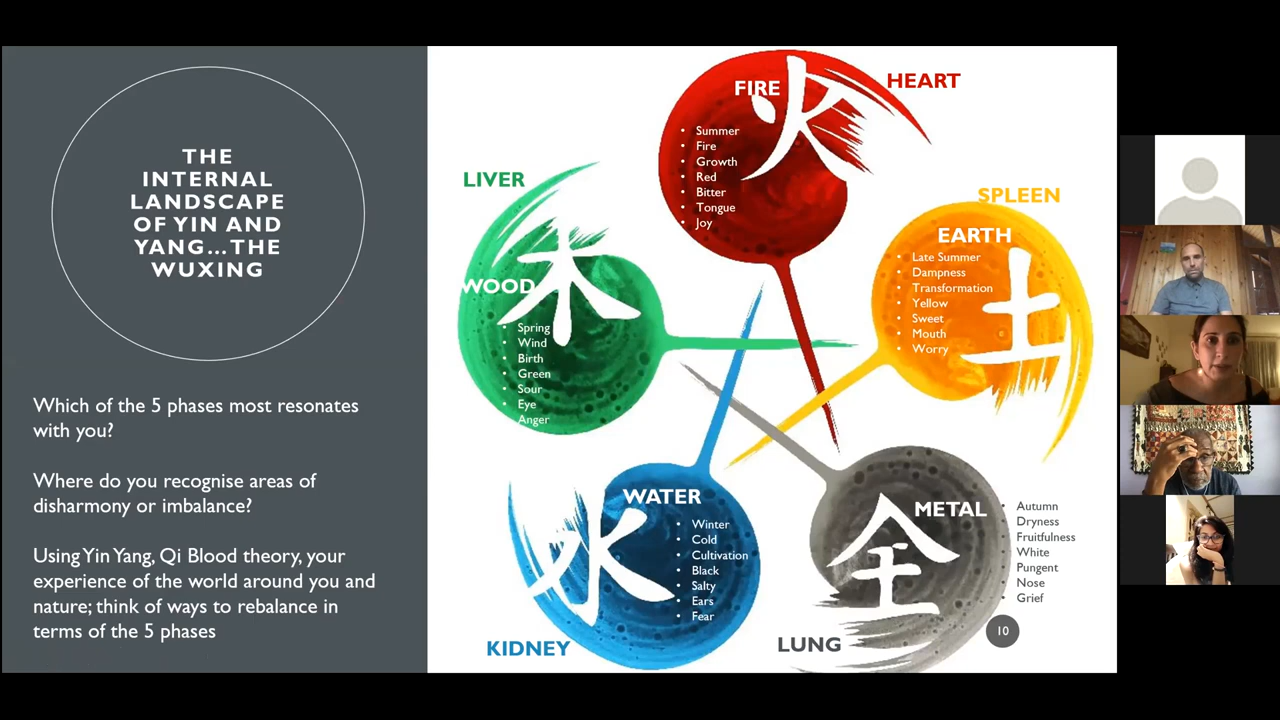 THE
INTERNAL
LANDSCAPE
OF YIN AND
YANG...THE
WUXING
Which of the 5 phases most resonates
with you?
Where do you recognise areas of
disharmony or imbalance?
Using Yin Yang, Qi Blood theory, your
experience of the world around you and
nature; think of ways to rebalance in
terms of the 5 phases
HEART
FIRE
火
• Summer
• Fire
• Growth
• Red
• Bitter
• Tongue
• Joy
SPLEEN
EARTH
土
• Late Summer
• Dampness
• Transformation
• Yellow
• Sweet
• Mouth
• Worry
LIVER
WOOD
木
• Spring
• Wind
• Birth
• Green
• Sour
• Eye
• Anger
WATER
水
• Winter
• Cold
• Cultivation
• Black
• Salty
• Ears
• Fear
KIDNEY
METAL
全
• Autumn
• Dryness
• Fruitfulness
• White
• Pungent
• Nose
• Grief
LUNG
10